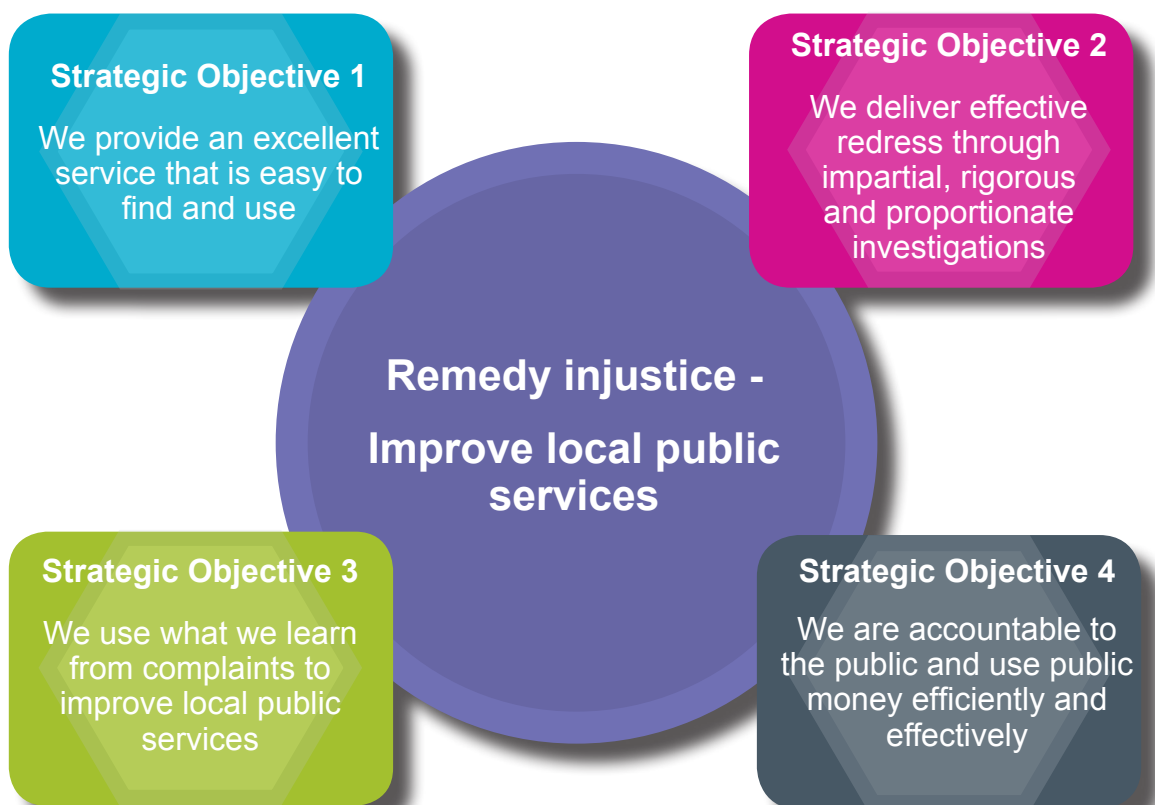 Strategic Objective 1
We provide an excellent
service that is easy to
find and use
Strategic Objective 2
We deliver effective
redress through
impartial, rigorous
and proportionate
investigations
Remedy injustice -
Improve local public
services
Strategic Objective 3
We use what we learn
from complaints to
improve local public
services
Strategic Objective 4
We are accountable to
the public and use public
money efficiently and
effectively